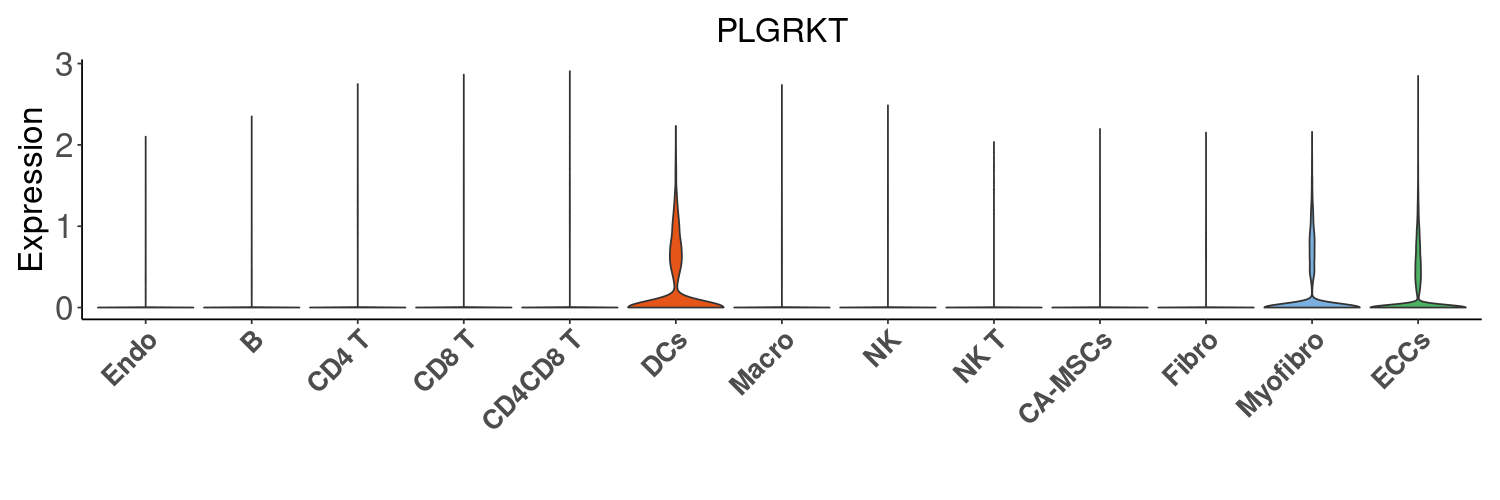 PLGRKT
Expression
3
2
1
0
Endo
B
CD4 T
CD8 T
CD4CD8 T
DCs
Macro
NK
NK T
CA-MSCs
Fibro
Myofibro
ECCs